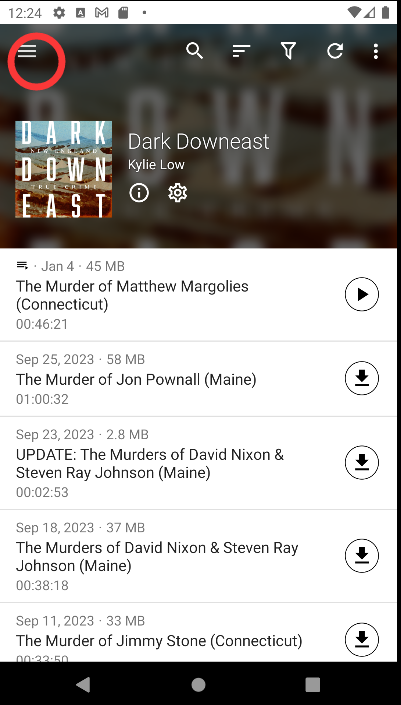 12:24
DARK
NEW ENGLAND
DOWN
TRUE CRIME
EAST
Dark Downeast
Kylie Low
· Jan 4 · 45 MB
The Murder of Matthew Margolies
(Connecticut)
00:46:21
Sep 25, 2023 · 58 MB
The Murder of Jon Pownall (Maine)
01:00:32
Sep 23, 2023 · 2.8 MB
UPDATE: The Murders of David Nixon &
Steven Ray Johnson (Maine)
00:02:53
Sep 18, 2023 · 37 MB
The Murders of David Nixon & Steven Ray
Johnson (Maine)
00:38:18
Sep 11, 2023 · 33 MB
The Murder of Jimmy Stone (Connecticut)
00:33:50